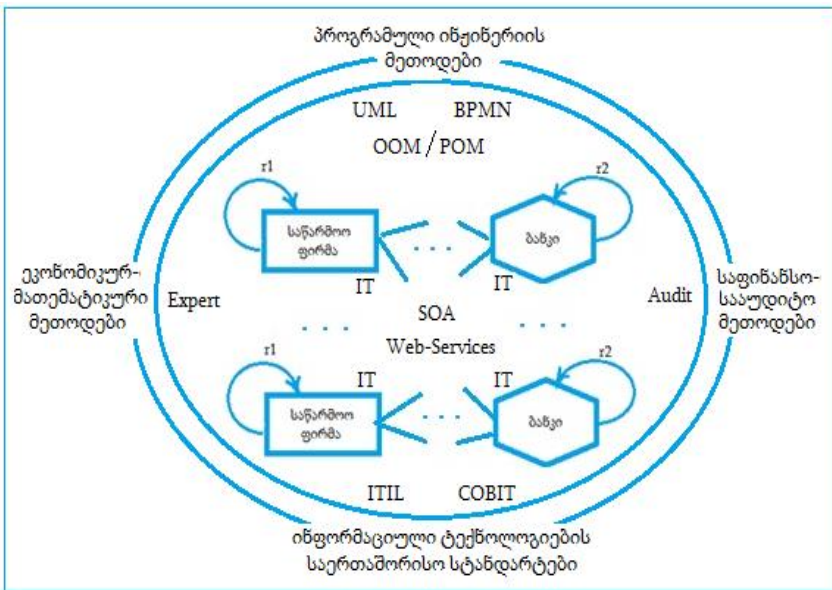 პროგრამული ინჟინერიის
მეთოდები
UML BPMN
OOM / POM
r1 r2
საწარმოო
ფირმა
. . .
ბანკი
IT IT
ეკონომიკურ-
მათემატიკური
მეთოდები
Expert
Audit
საფინანსო-
სააუდიტო
მეთოდები
SOA
. . . . . .
Web-Services
r1 r2
IT IT
საწარმოო
ფირმა
. . .
ბანკი
ITIL COBIT
ინფორმაციული ტექნოლოგიების
საერთაშორისო სტანდარტები